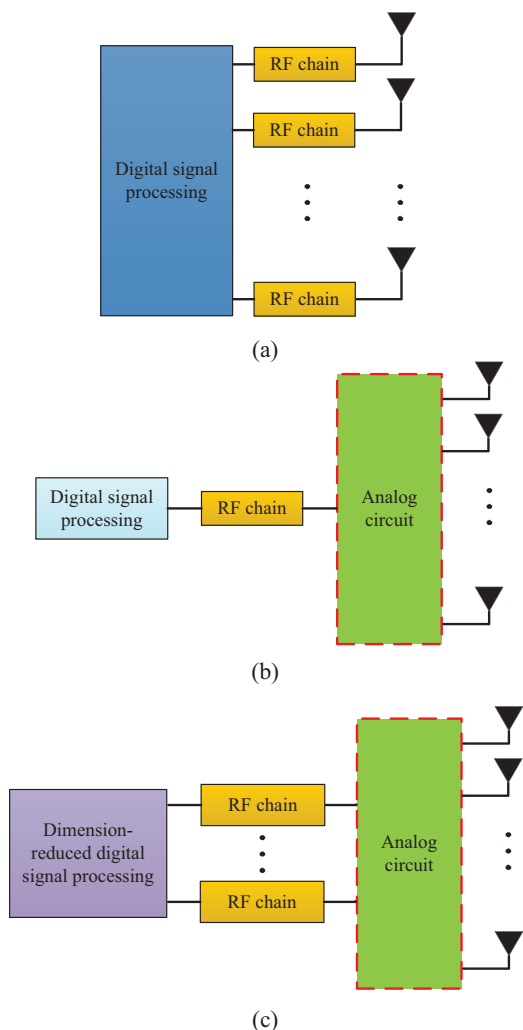 RF chain
RF chain
Digital signal
processing
RF chain
(a)
Digital signal
processing
RF chain
Analog
circuit
(b)
RF chain
Dimension-
reduced digital
signal processing
Analog
circuit
RF chain
(c)